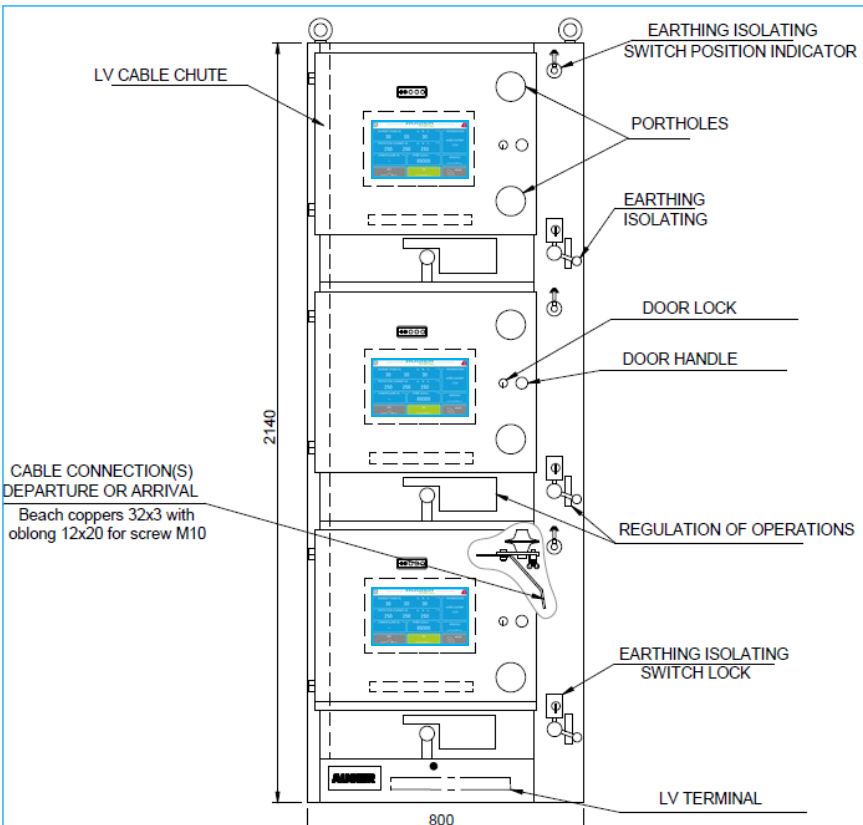 EARTHING ISOLATING
SWITCH POSITION INDICATOR
LV CABLE CHUTE
PORTHOLES
EARTHING
ISOLATING
DOOR LOCK
DOOR HANDLE
2140
CABLE CONNECTION(S)
DEPARTURE OR ARRIVAL
Beach coppers 32x3 with
oblong 12x20 for screw M10
REGULATION OF OPERATIONS
EARTHING ISOLATING
SWITCH LOCK
LV TERMINAL
800